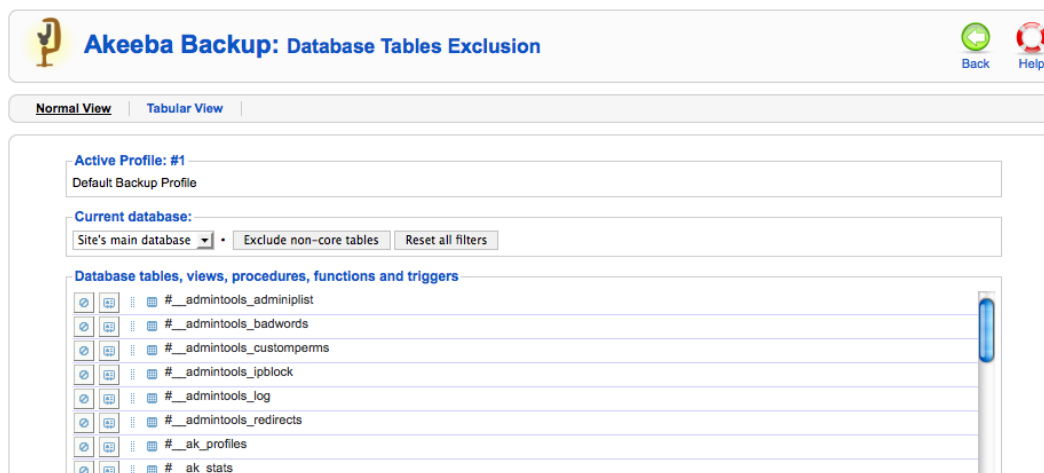 Akeeba Backup: Database Tables Exclusion
Back Help
Normal View Tabular View
Active Profile: #1
Default Backup Profile
Current database:
Site's main database • Exclude non-core tables Reset all filters
Database tables, views, procedures, functions and triggers
#__admintools_adminiplist
#__admintools_badwords
#__admintools_customperms
#__admintools_ipblock
#__admintools_log
#__admintools_redirects
#__ak_profiles
#__ak_stats